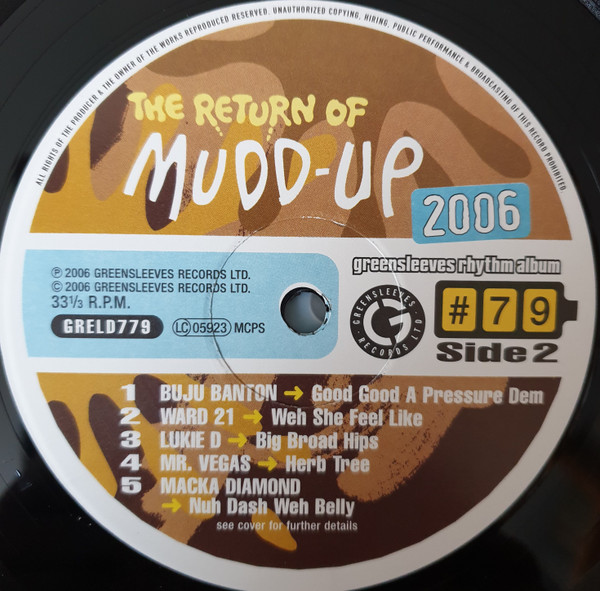 ALL RIGHTS OF THE PRODUCER & THE OWNER OF THE WORKS REPRODUCED RESERVED. UNAUTHORIZED COPYING, HIRING, PUBLIC PERFORMANCE & BROADCASTING OF THIS RECORD PROHIBITED.
THE RETURN OF
MUDD-UP
2006
℗ 2006 GREENSLEEVES RECORDS LTD.
© 2006 GREENSLEEVES RECORDS LTD.
33⅓ R.P.M.
GRELD779
LC 05923 MCPS
greensleeves rhythm album
GREENSLEEVES
RECORDS LTD
G
#79
Side 2
1 BUJU BANTON → Good Good A Pressure Dem
2 WARD 21 → Weh She Feel Like
3 LUKIE D → Big Broad Hips
4 MR. VEGAS → Herb Tree
5 MACKA DIAMOND
→ Nuh Dash Weh Belly
see cover for further details